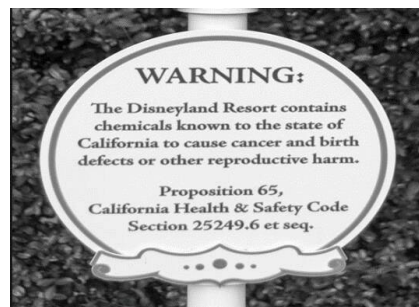 WARNING:
The Disneyland Resort contains
chemicals known to the state of
California to cause cancer and birth
defects or other reproductive harm.
Proposition 65,
California Health & Safety Code
Section 25249.6 et seq.